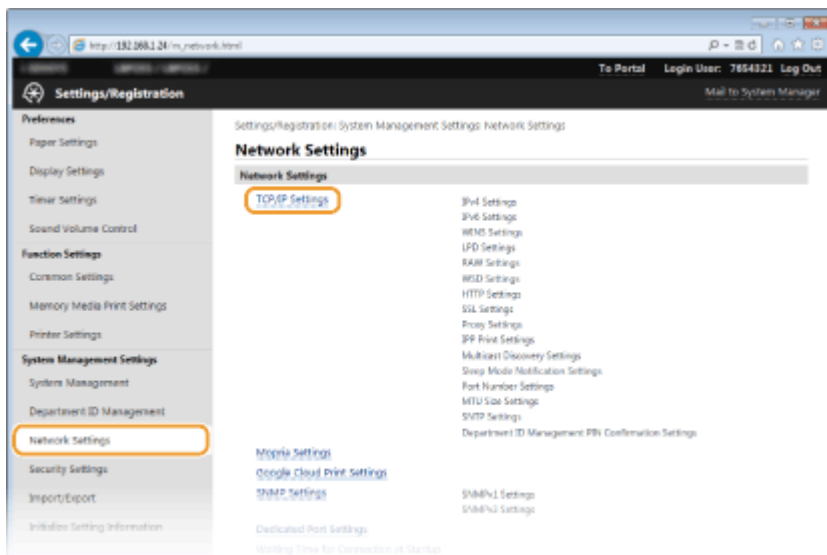 http://192.168.1.24/m_network.html
To Portal Login User: 7654321 Log Out
Settings/Registration
Mail to System Manager
Preferences
Paper Settings
Display Settings
Timer Settings
Sound Volume Control
Function Settings
Common Settings
Memory Media Print Settings
Printer Settings
System Management Settings
System Management
Department ID Management
Network Settings
Security Settings
Import/Export
Initialize Setting Information
Settings/Registration: System Management Settings: Network Settings
Network Settings
Network Settings
TCP/IP Settings
IPv4 Settings
IPv6 Settings
WINS Settings
LPD Settings
RAW Settings
WSD Settings
HTTP Settings
SSL Settings
Proxy Settings
IPP Print Settings
Multicast Discovery Settings
Sleep Mode Notification Settings
Port Number Settings
MTU Size Settings
SNTP Settings
Department ID Management PIN Confirmation Settings
Mopria Settings
Google Cloud Print Settings
SNMP Settings
SNMPv1 Settings
SNMPv3 Settings
Dedicated Port Settings
Waiting Time for Connection at Startup